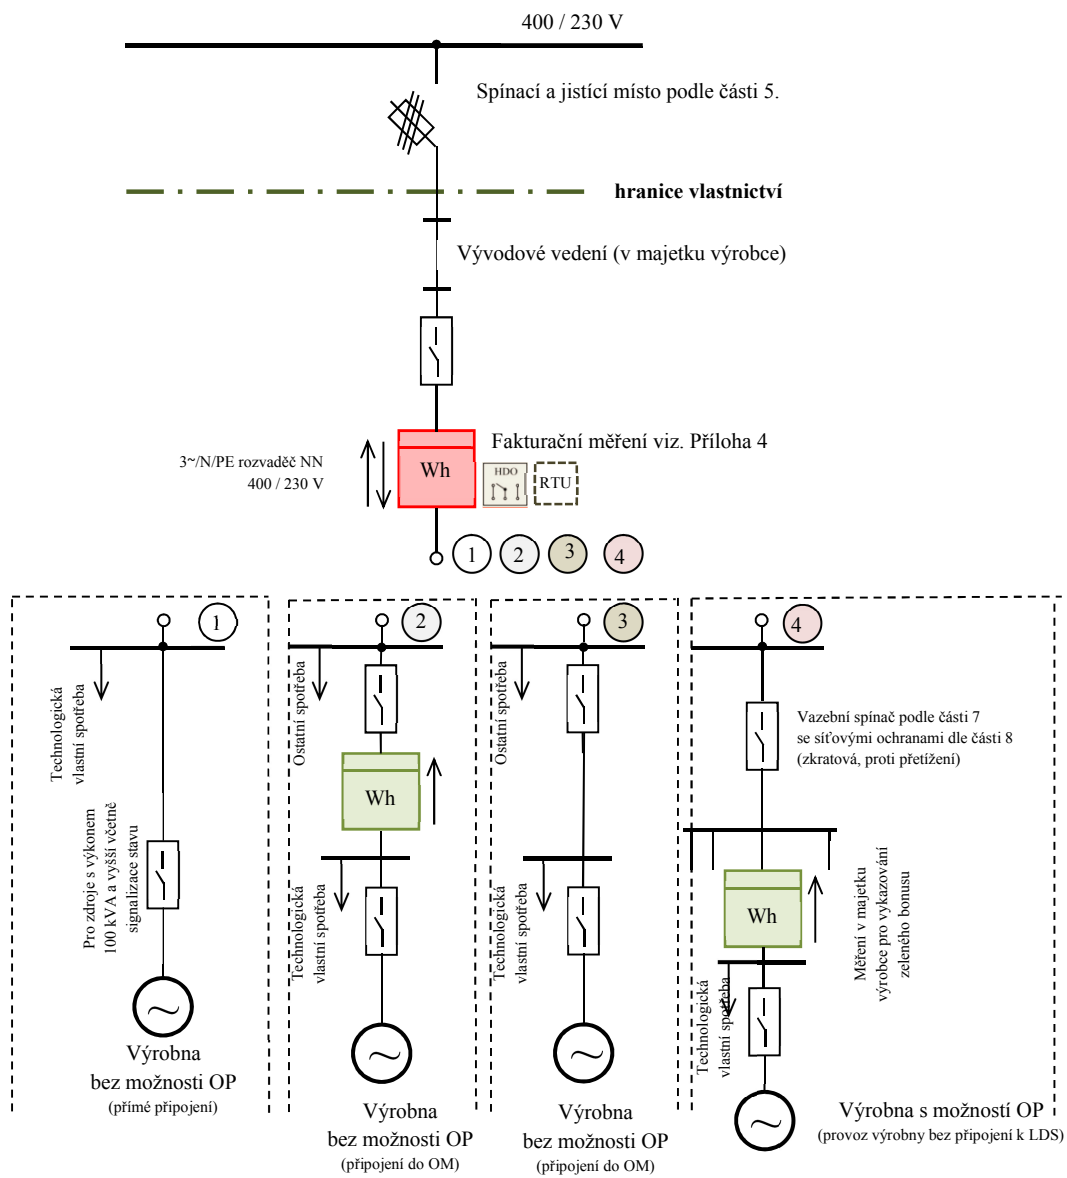 400 / 230 V
Spínací a jistící místo podle části 5.
hranice vlastnictví
Vývodové vedení (v majetku výrobce)
Fakturační měření viz. Příloha 4
3~/N/PE rozvaděč NN
400 / 230 V
Wh
HDO
RTU
1
2
3
4
1
2
3
4
Technologická
vlastní spotřeba
Pro zdroje s výkonem
100 kVA a vyšší včetně
signalizace stavu
Výrobna
bez možnosti OP
(přímé připojení)
Ostatní spotřeba
Wh
Technologická
vlastní spotřeba
Výrobna
bez možnosti OP
(připojení do OM)
Ostatní spotřeba
Technologická
vlastní spotřeba
Výrobna
bez možnosti OP
(připojení do OM)
Vazební spínač podle části 7
se síťovými ochranami dle části 8
(zkratová, proti přetížení)
Wh
Měření v majetku
výrobce pro vykazování
zeleného bonusu
Technologická
vlastní spotřeba
Výrobna s možností OP
(provoz výrobny bez připojení k LDS)